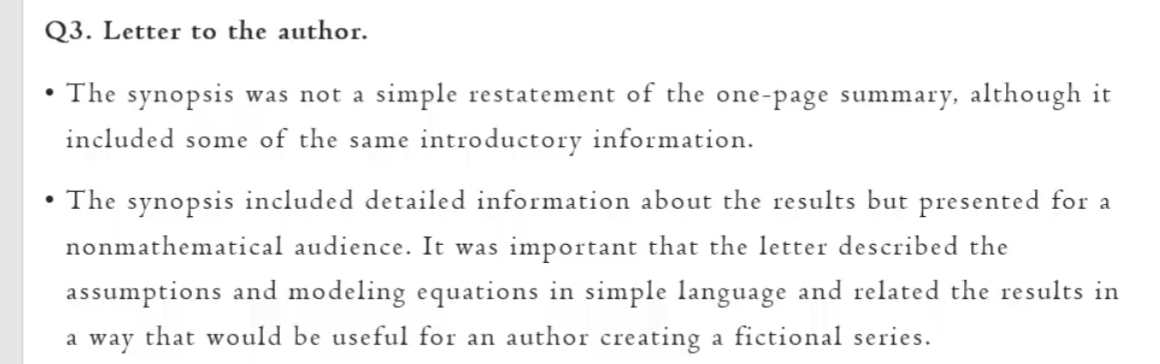 Q3. Letter to the author.
• The synopsis was not a simple restatement of the one-page summary, although it
included some of the same introductory information.
• The synopsis included detailed information about the results but presented for a
nonmathematical audience. It was important that the letter described the
assumptions and modeling equations in simple language and related the results in
a way that would be useful for an author creating a fictional series.